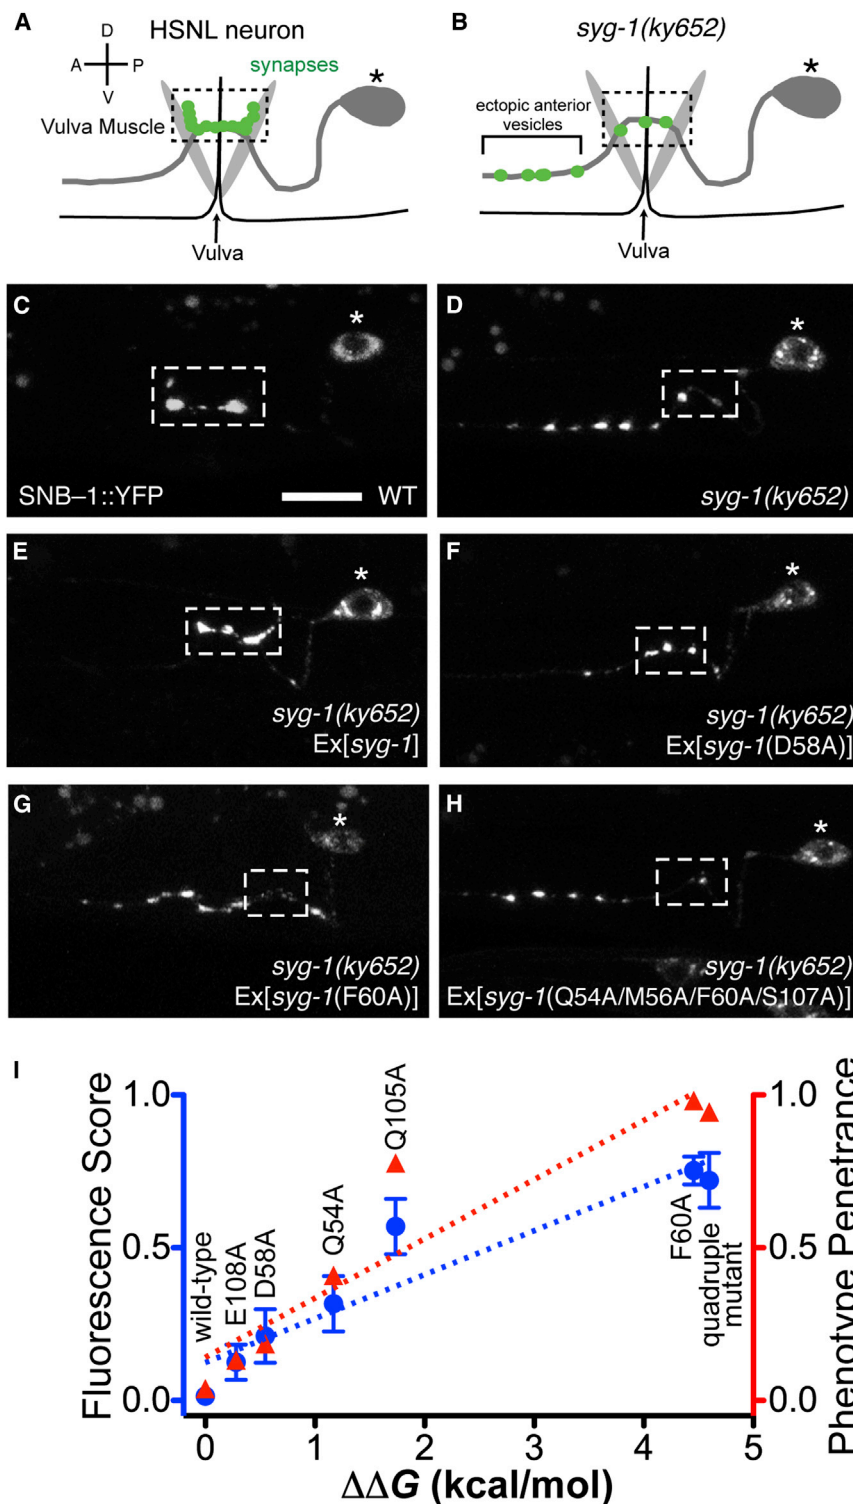 A
HSNL neuron
D
A
P
V
synapses
*
Vulva Muscle
Vulva
B
syg-1(ky652)
*
ectopic anterior
vesicles
Vulva
C
*
SNB–1::YFP
WT
D
*
syg-1(ky652)
E
*
syg-1(ky652)
Ex[syg-1]
F
*
syg-1(ky652)
Ex[syg-1(D58A)]
G
*
syg-1(ky652)
Ex[syg-1(F60A)]
H
*
syg-1(ky652)
Ex[syg-1(Q54A/M56A/F60A/S107A)]
I
Fluorescence Score
1.0
0.5
0.0
wild-type
E108A
D58A
Q54A
Q105A
F60A
quadruple
mutant
1.0
0.5
0.0
Phenotype Penetrance
0
1
2
3
4
5
ΔΔG (kcal/mol)